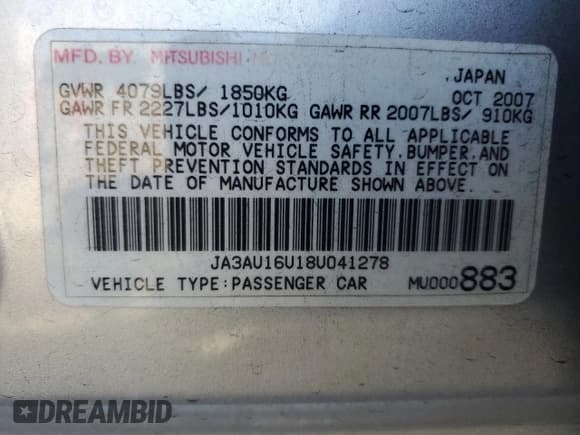 MFD. BY MITSUBISHI
, JAPAN
GVWR 4079LBS/ 1850KG OCT 2007
GAWR FR 2227LBS/1010KG GAWR RR 2007LBS/ 910KG
THIS VEHICLE CONFORMS TO ALL APPLICABLE
FEDERAL MOTOR VEHICLE SAFETY, BUMPER, AND
THEFT PREVENTION STANDARDS IN EFFECT ON
THE DATE OF MANUFACTURE SHOWN ABOVE.
JA3AU16U18U041278
VEHICLE TYPE:PASSENGER CAR MU000883
DREAMBID